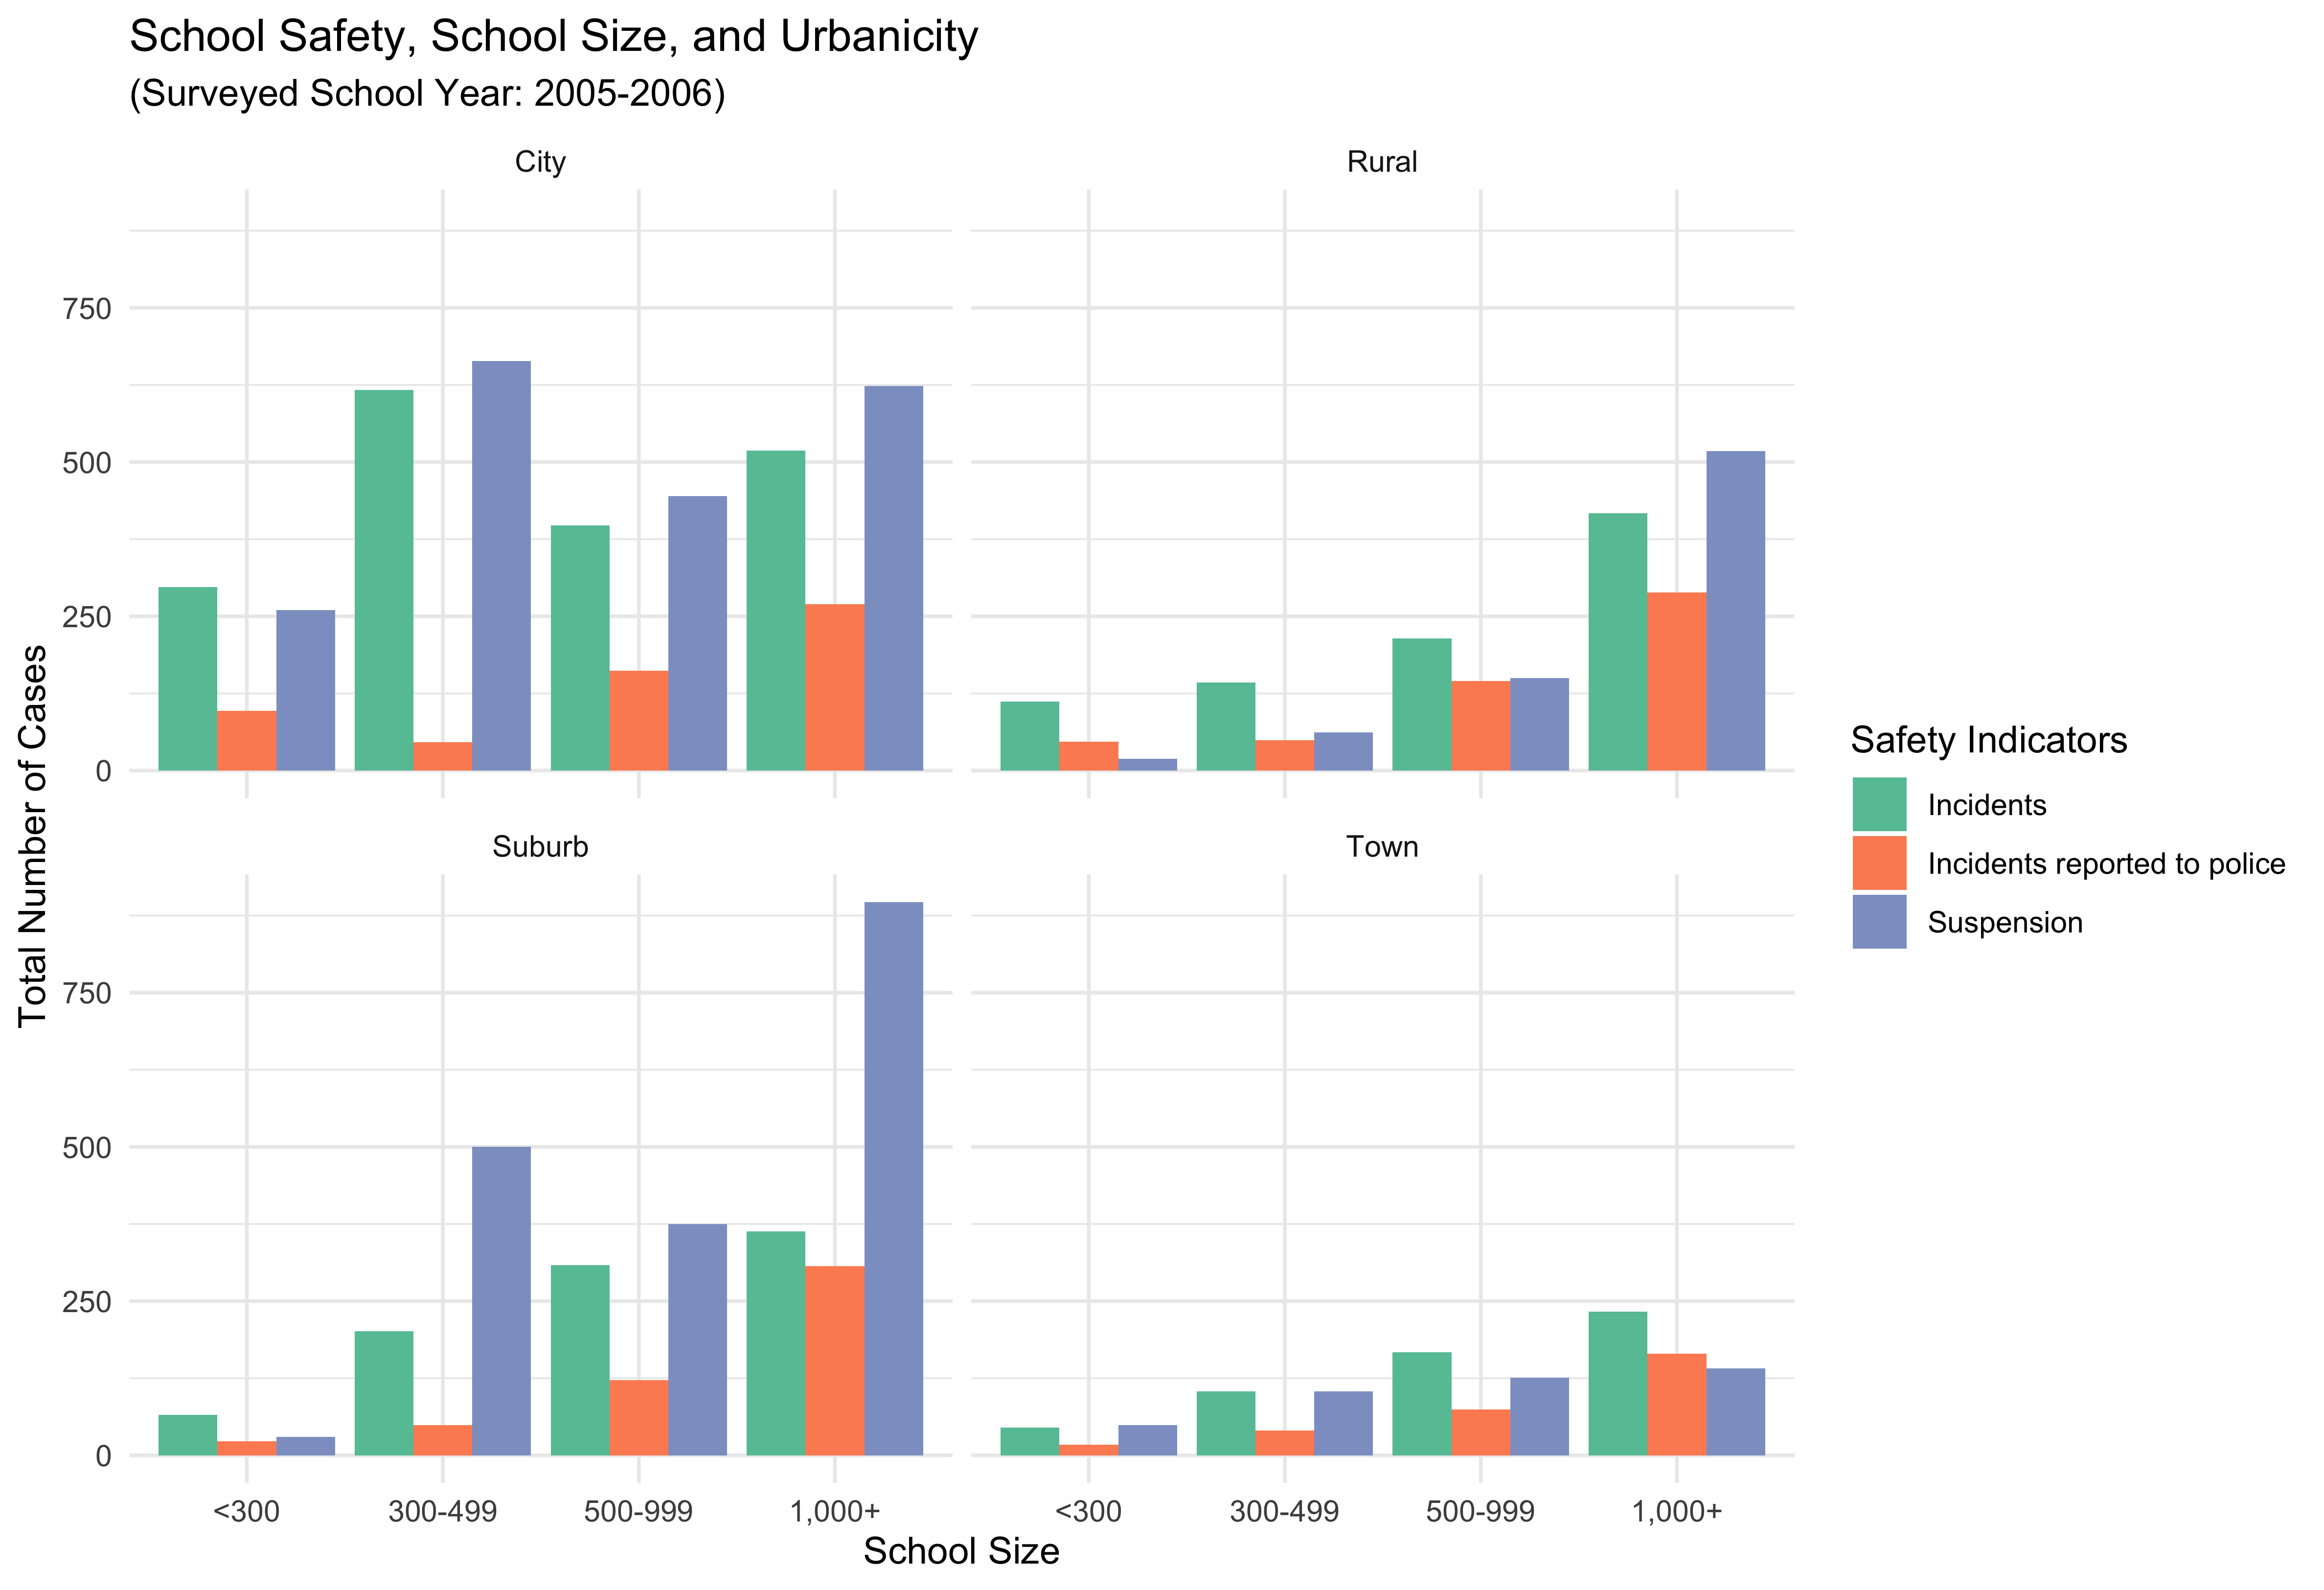 School Safety, School Size, and Urbanicity
(Surveyed School Year: 2005-2006)
City
Rural
750
500
250
0
Suburb
Town
750
500
250
0
Total Number of Cases
<300
300-499
500-999
1,000+
<300
300-499
500-999
1,000+
School Size
Safety Indicators
Incidents
Incidents reported to police
Suspension